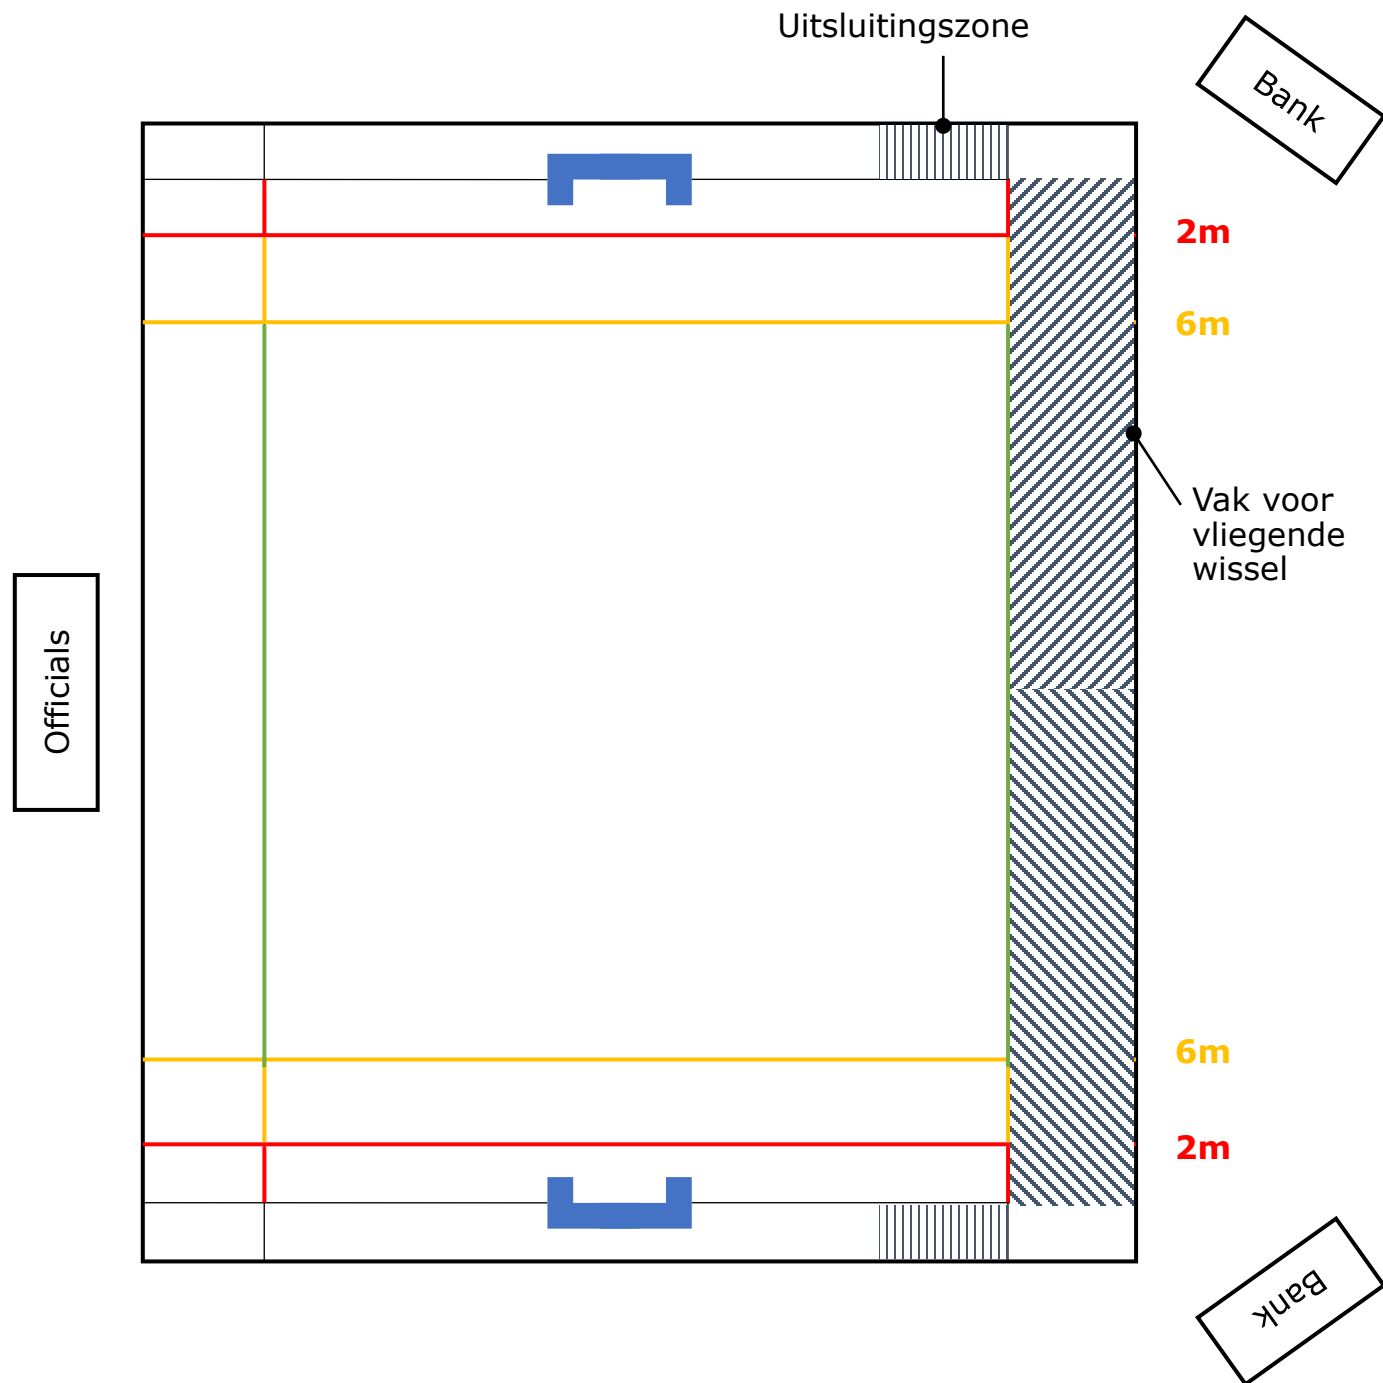 Uitsluitingszone
Bank
2m
6m
Vak voor
vliegende
wissel
Officials
6m
2m
Bank